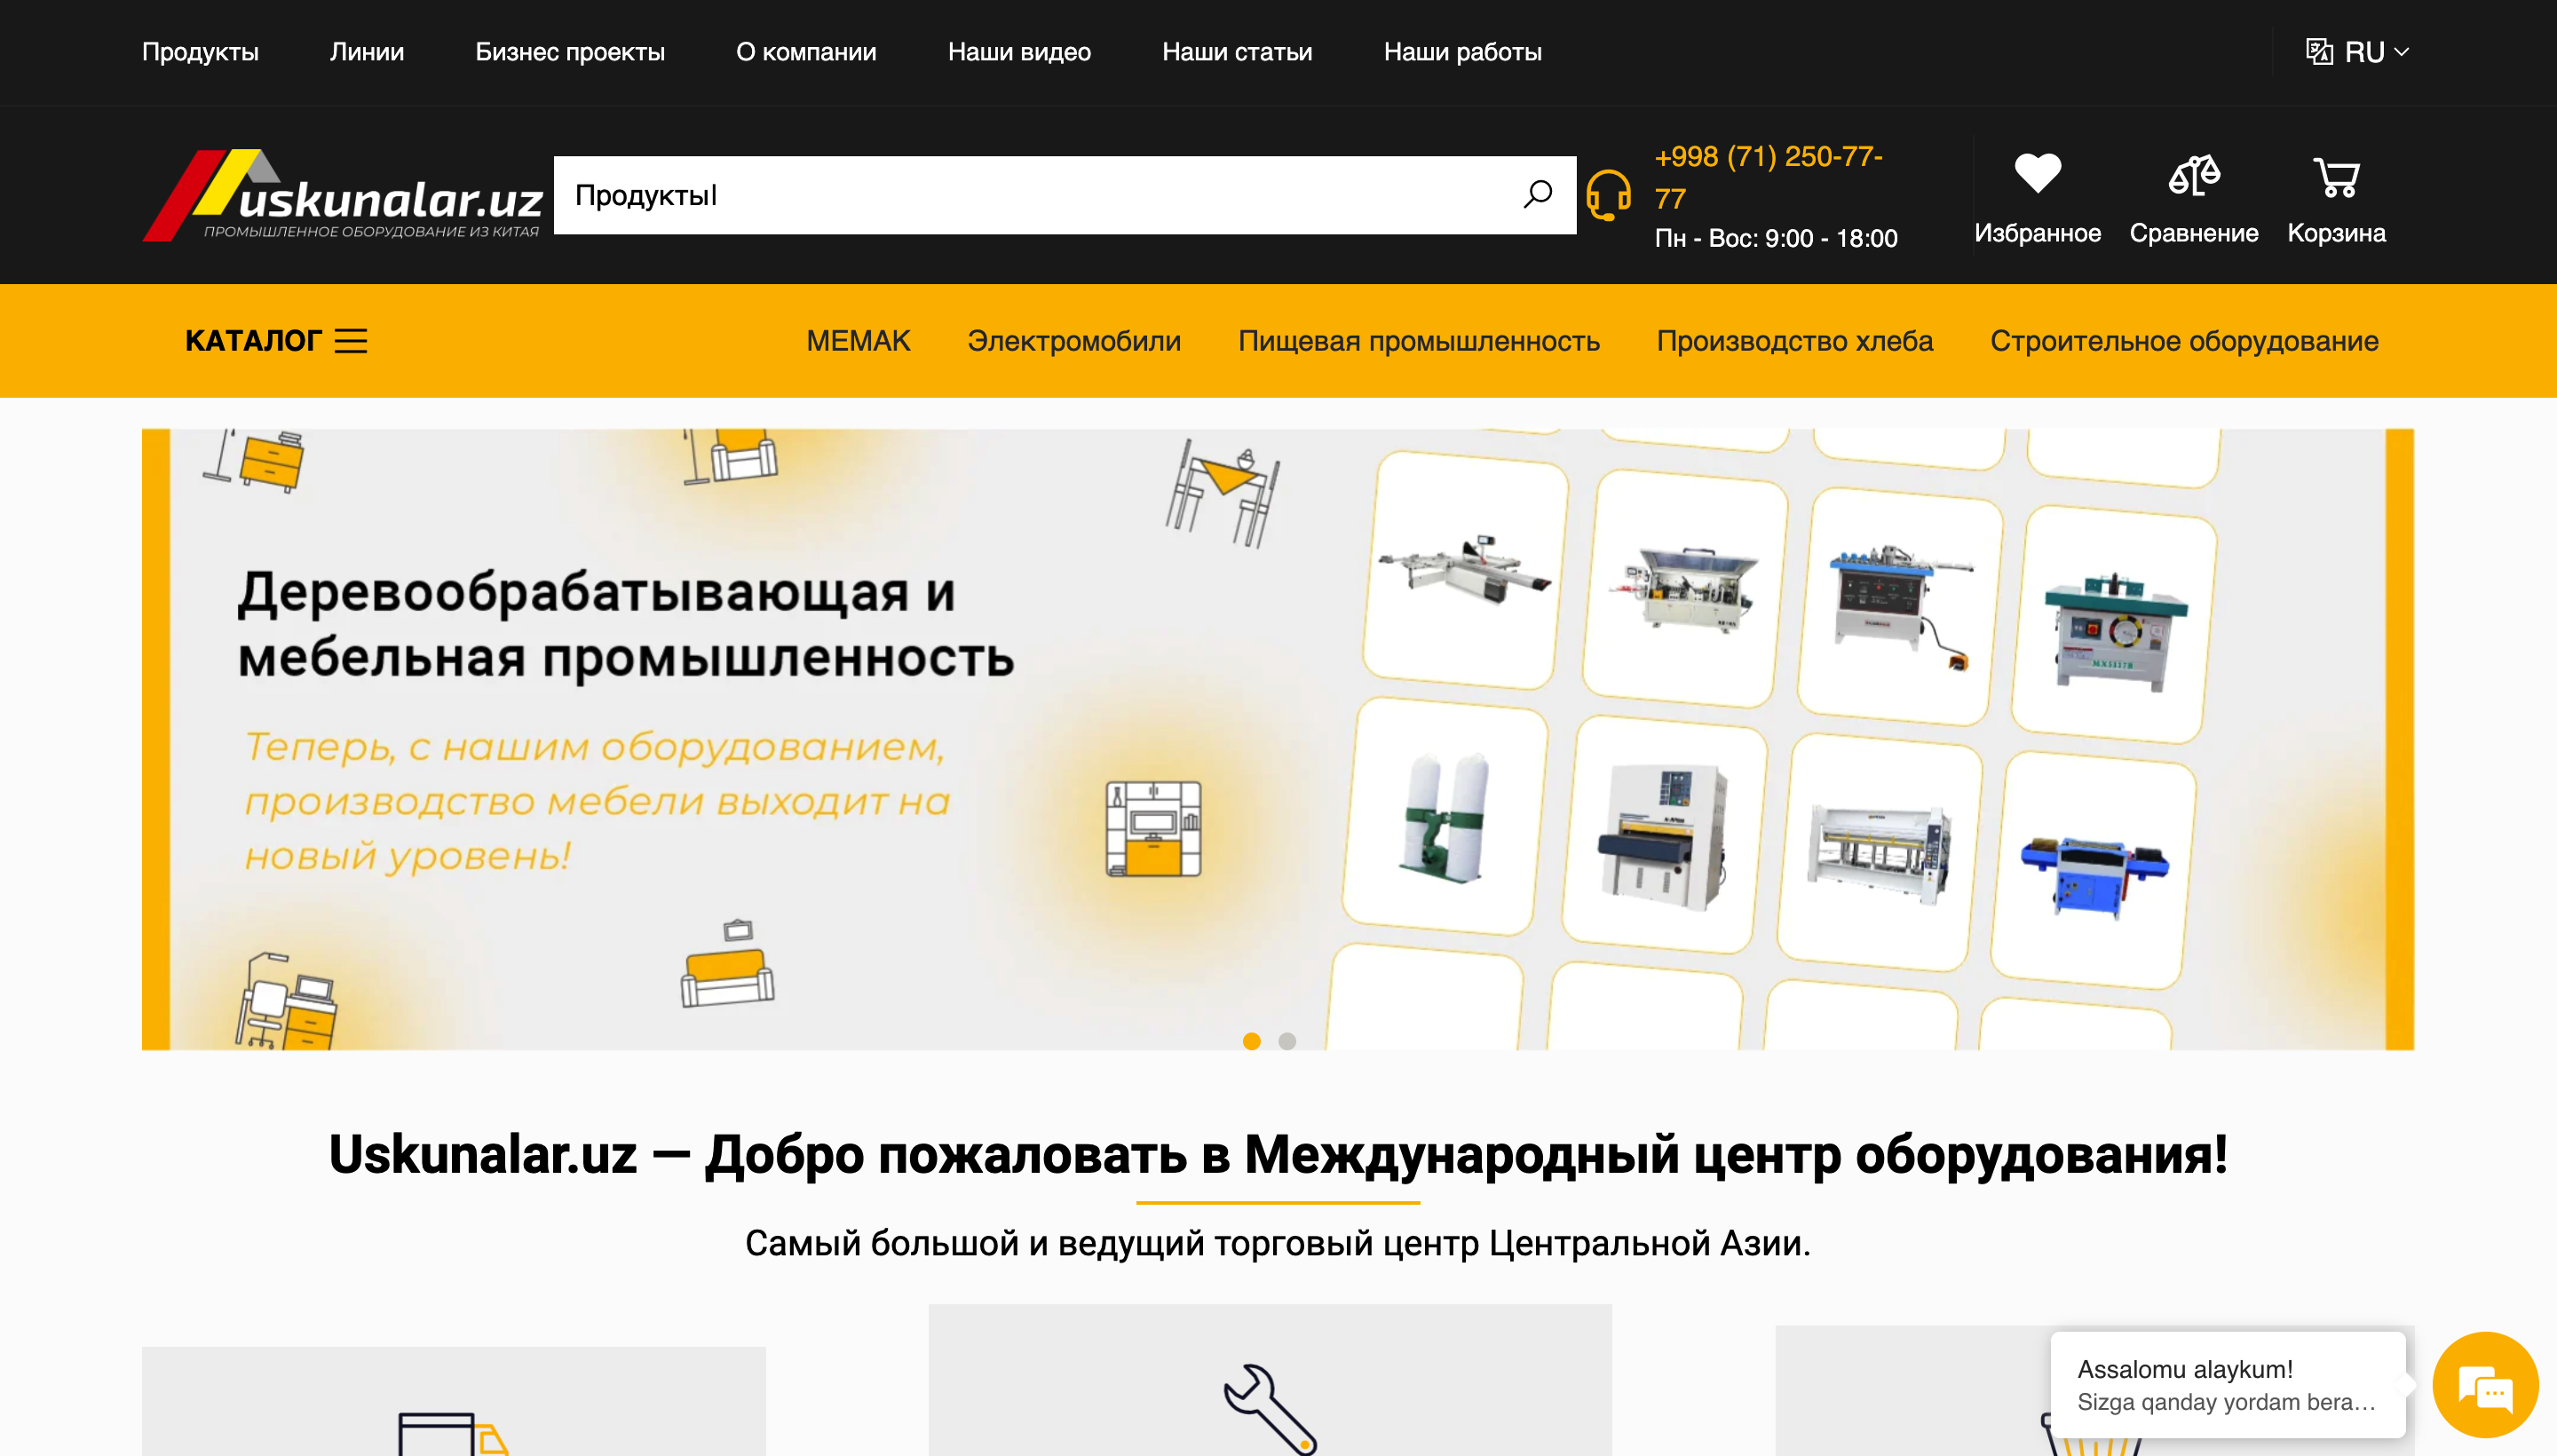 Продукты
Линии
Бизнес проекты
О компании
Наши видео
Наши статьи
Наши работы
RU
uskunalar.uz
ПРОМЫШЛЕННОЕ ОБОРУДОВАНИЕ ИЗ КИТАЯ
Продукты
+998 (71) 250-77-
77
Пн - Вос: 9:00 - 18:00
Избранное
Сравнение
Корзина
КАТАЛОГ
МЕМАК
Электромобили
Пищевая промышленность
Производство хлеба
Строительное оборудование
Деревообрабатывающая и
мебельная промышленность
Теперь, с нашим оборудованием,
производство мебели выходит на
новый уровень!
Uskunalar.uz — Добро пожаловать в Международный центр оборудования!
Самый большой и ведущий торговый центр Центральной Азии.
Assalomu alaykum!
Sizga qanday yordam bera...